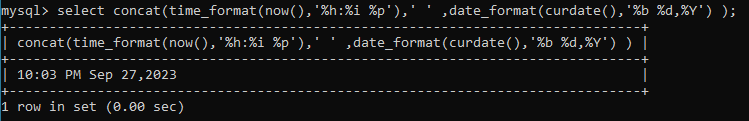 mysql> select concat(time_format(now(),'%h:%i %p'),' ' ,date_format(curdate(),'%b %d,%Y') );
+---------------------------------------------------------------------------+
| concat(time_format(now(),'%h:%i %p'),' ' ,date_format(curdate(),'%b %d,%Y') ) |
+---------------------------------------------------------------------------+
| 10:03 PM Sep 27,2023 |
+---------------------------------------------------------------------------+
1 row in set (0.00 sec)